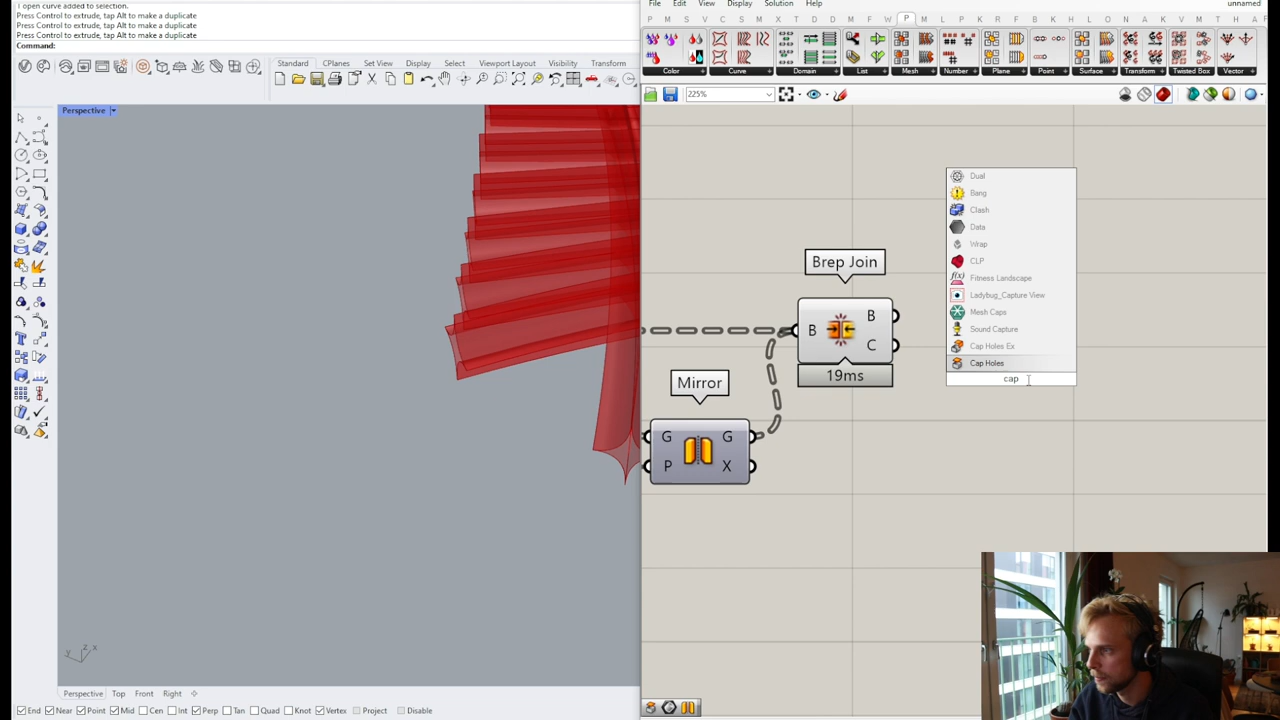 1 open curve added to selection.
Press Control to extrude, tap Alt to make a duplicate
Press Control to extrude, tap Alt to make a duplicate
Press Control to extrude, tap Alt to make a duplicate
Command:
Standard CPlanes Set View Display Select Viewport Layout Visibility Transform
Perspective
Perspective Top Front Right
End Near Point Mid Cen Int Perp Tan Quad Knot Vertex Project Disable
File Edit View Display Solution Help
unnamed
P M S V C S M X T D D W M F W A P M L P M F U B D O N M E N P S T H A
Color Curve Domain List Mesh Number Plane Point Surface Transform Twisted Box Vector
225%
Dual
Bang
Clash
Data
Wrap
CLP
Fitness Landscape
Ladybug_Capture View
Mesh Caps
Sound Capture
Cap Holes Ex
Cap Holes
cap
Brep Join
B B
C
19ms
Mirror
G G
P X
z
y x